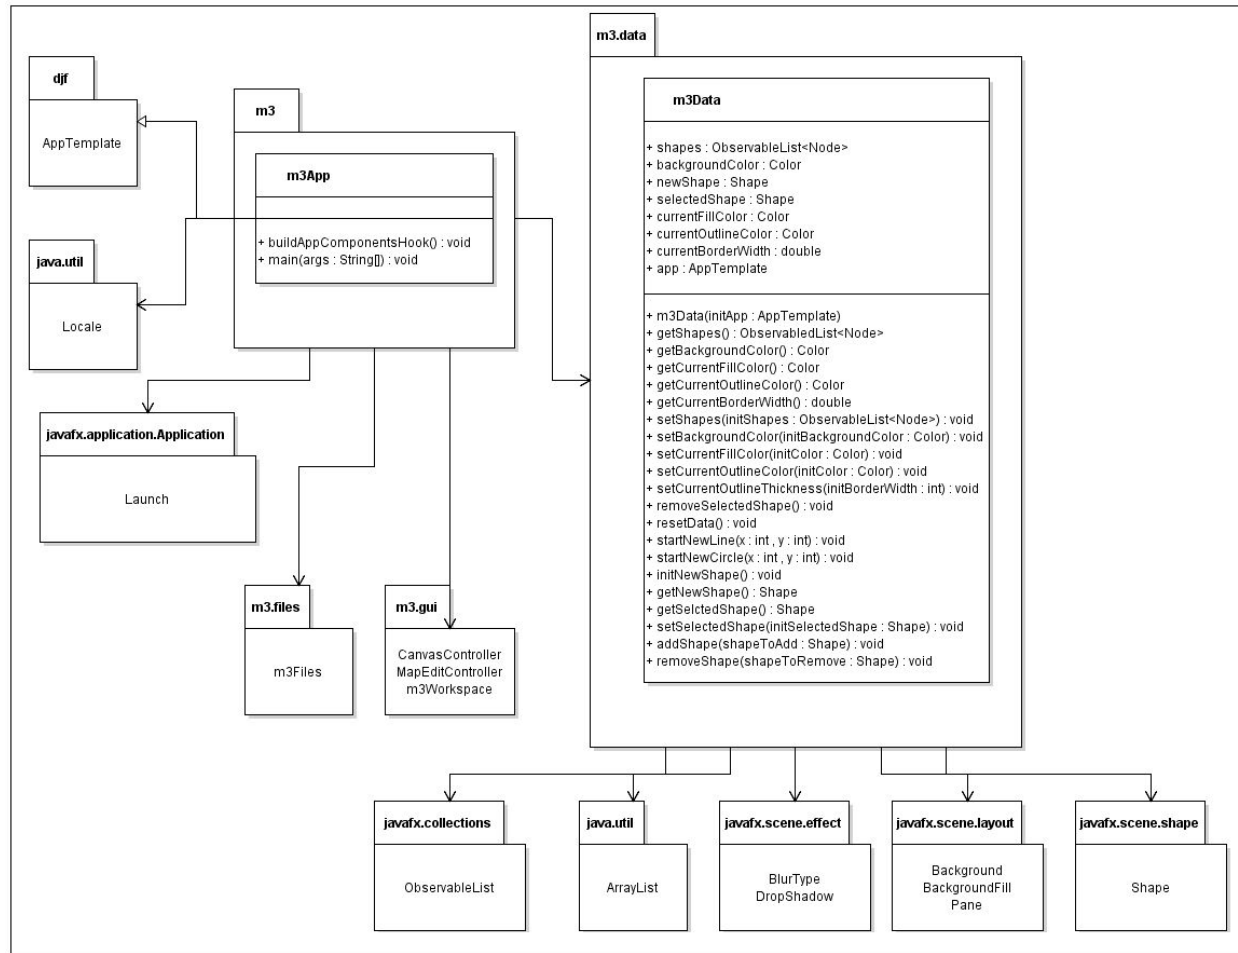 djf
AppTemplate
java.util
Locale
m3
m3App
+ buildAppComponentsHook() : void
+ main(args : String[]) : void
javafx.application.Application
Launch
m3.files
m3Files
m3.gui
CanvasController
MapEditController
m3Workspace
m3.data
m3Data
+ shapes : ObservableList<Node>
+ backgroundColor : Color
+ newShape : Shape
+ selectedShape : Shape
+ currentFillColor : Color
+ currentOutlineColor : Color
+ currentBorderWidth : double
+ app : AppTemplate
+ m3Data(initApp : AppTemplate)
+ getShapes() : ObservabledList<Node>
+ getBackgroundColor() : Color
+ getCurrentFillColor() : Color
+ getCurrentOutlineColor() : Color
+ getCurrentBorderWidth() : double
+ setShapes(initShapes : ObservableList<Node>) : void
+ setBackgroundColor(initBackgroundColor : Color) : void
+ setCurrentFillColor(initColor : Color) : void
+ setCurrentOutlineColor(initColor : Color) : void
+ setCurrentOutlineThickness(initBorderWidth : int) : void
+ removeSelectedShape() : void
+ resetData() : void
+ startNewLine(x : int , y : int) : void
+ startNewCircle(x : int , y : int) : void
+ initNewShape() : void
+ getNewShape() : Shape
+ getSelctedShape() : Shape
+ setSelectedShape(initSelectedShape : Shape) : void
+ addShape(shapeToAdd : Shape) : void
+ removeShape(shapeToRemove : Shape) : void
javafx.collections
ObservableList
java.util
ArrayList
javafx.scene.effect
BlurType
DropShadow
javafx.scene.layout
Background
BackgroundFill
Pane
javafx.scene.shape
Shape